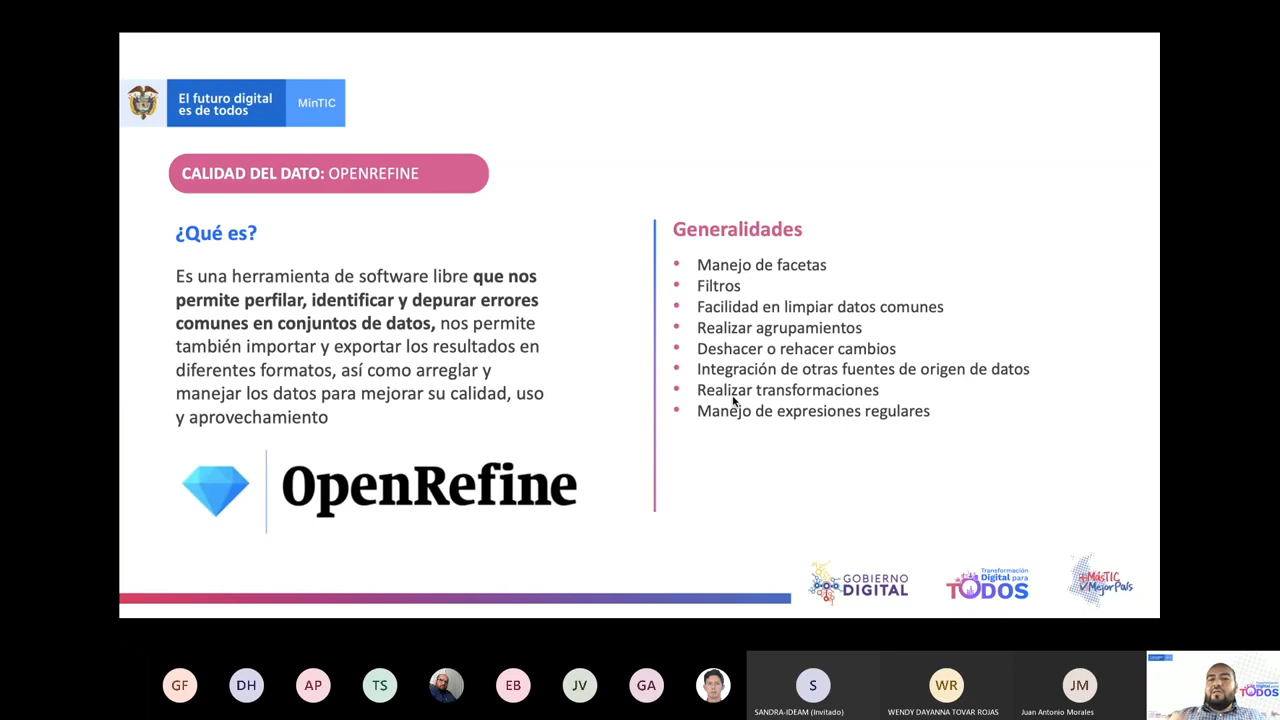 El futuro digital
es de todos
MinTIC
CALIDAD DEL DATO: OPENREFINE
¿Qué es?
Es una herramienta de software libre que nos
permite perfilar, identificar y depurar errores
comunes en conjuntos de datos, nos permite
también importar y exportar los resultados en
diferentes formatos, así como arreglar y
manejar los datos para mejorar su calidad, uso
y aprovechamiento
OpenRefine
Generalidades
• Manejo de facetas
• Filtros
• Facilidad en limpiar datos comunes
• Realizar agrupamientos
• Deshacer o rehacer cambios
• Integración de otras fuentes de origen de datos
• Realizar transformaciones
• Manejo de expresiones regulares
GOBIERNO
DIGITAL
Transformación
Digital para
TODOS
+MásTIC
MejorPaís
GF
DH
AP
TS
EB
JV
GA
S
SANDRA-IDEAM (Invitado)
WR
WENDY DAYANNA TOVAR ROJAS
JM
Juan Antonio Morales
TODOS